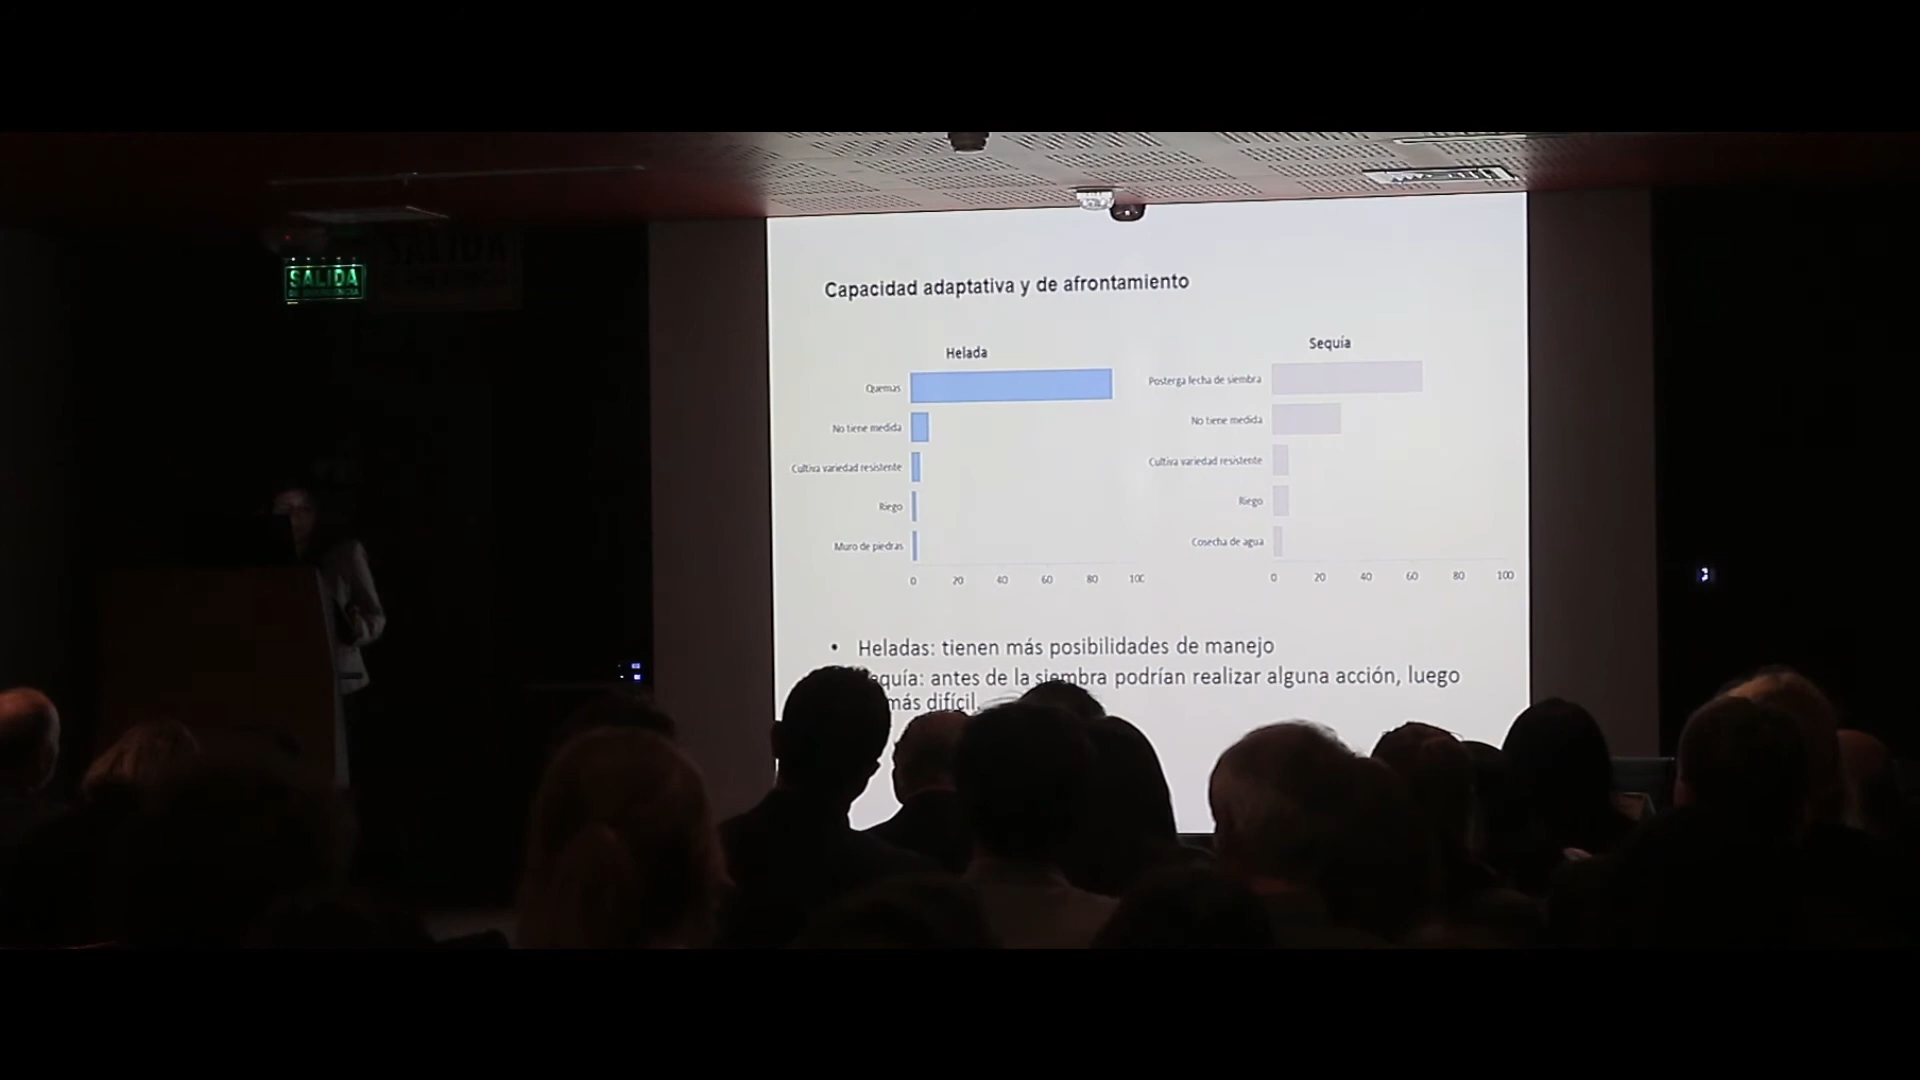 SALIDA
SALIDA
Capacidad adaptativa y de afrontamiento
Helada
Quemas
No tiene medida
Cultiva variedad resistente
Riego
Muro de piedras
0 20 40 60 80 100
Sequía
Posterga fecha de siembra
No tiene medida
Cultiva variedad resistente
Riego
Cosecha de agua
0 20 40 60 80 100
• Heladas: tienen más posibilidades de manejo
equía: antes de la siembra podrían realizar alguna acción, luego
más difícil.